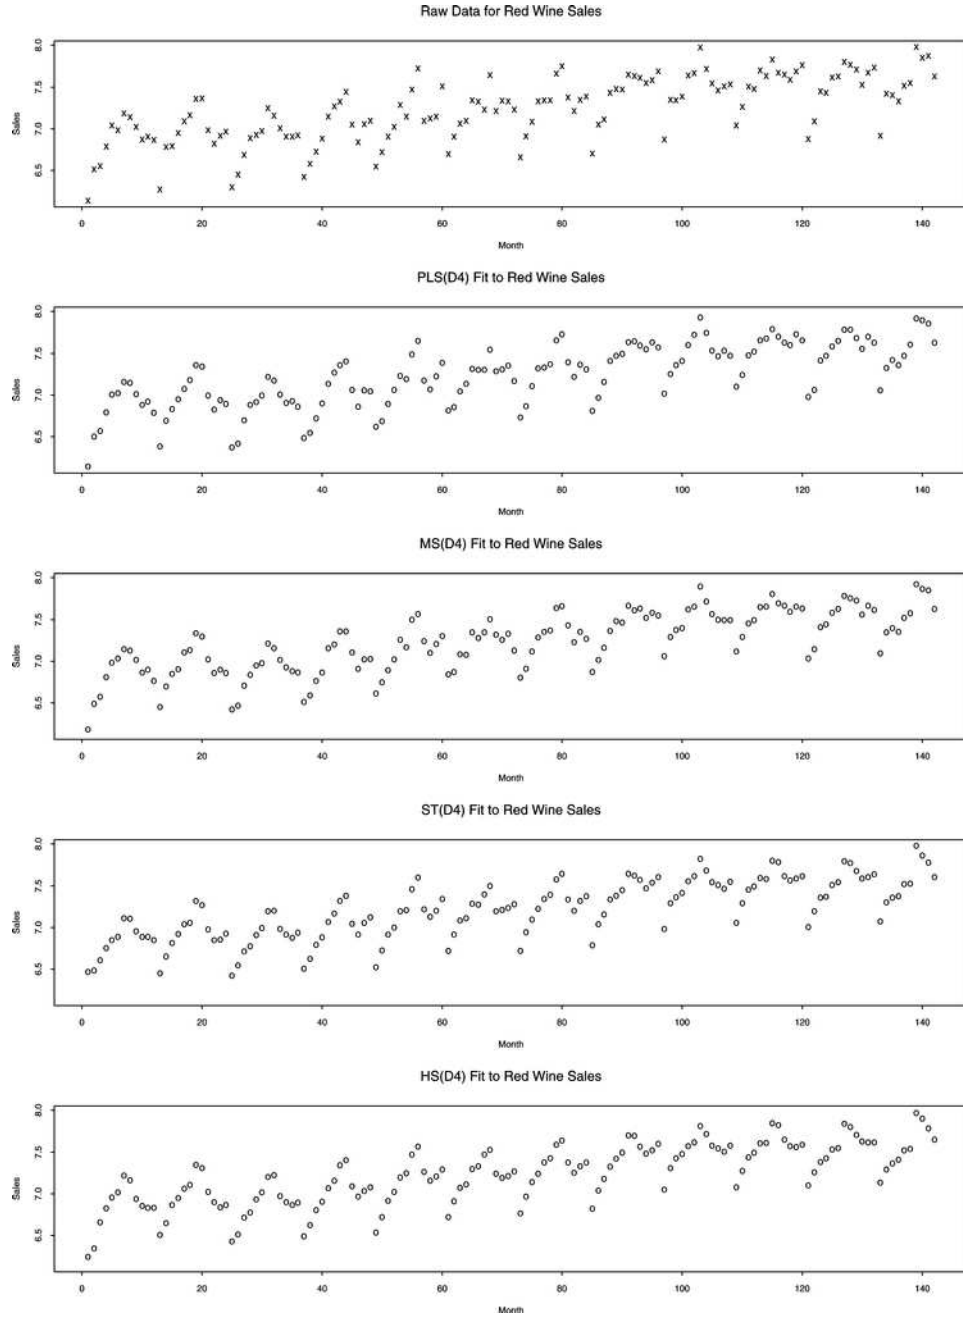 Raw Data for Red Wine Sales
8.0
7.5
7.0
6.5
Sales
0 20 40 60 80 100 120 140
Month
PLS(D4) Fit to Red Wine Sales
8.0
7.5
7.0
6.5
Sales
0 20 40 60 80 100 120 140
Month
MS(D4) Fit to Red Wine Sales
8.0
7.5
7.0
6.5
Sales
0 20 40 60 80 100 120 140
Month
ST(D4) Fit to Red Wine Sales
8.0
7.5
7.0
6.5
Sales
0 20 40 60 80 100 120 140
Month
HS(D4) Fit to Red Wine Sales
8.0
7.5
7.0
6.5
Sales
0 20 40 60 80 100 120 140
Month